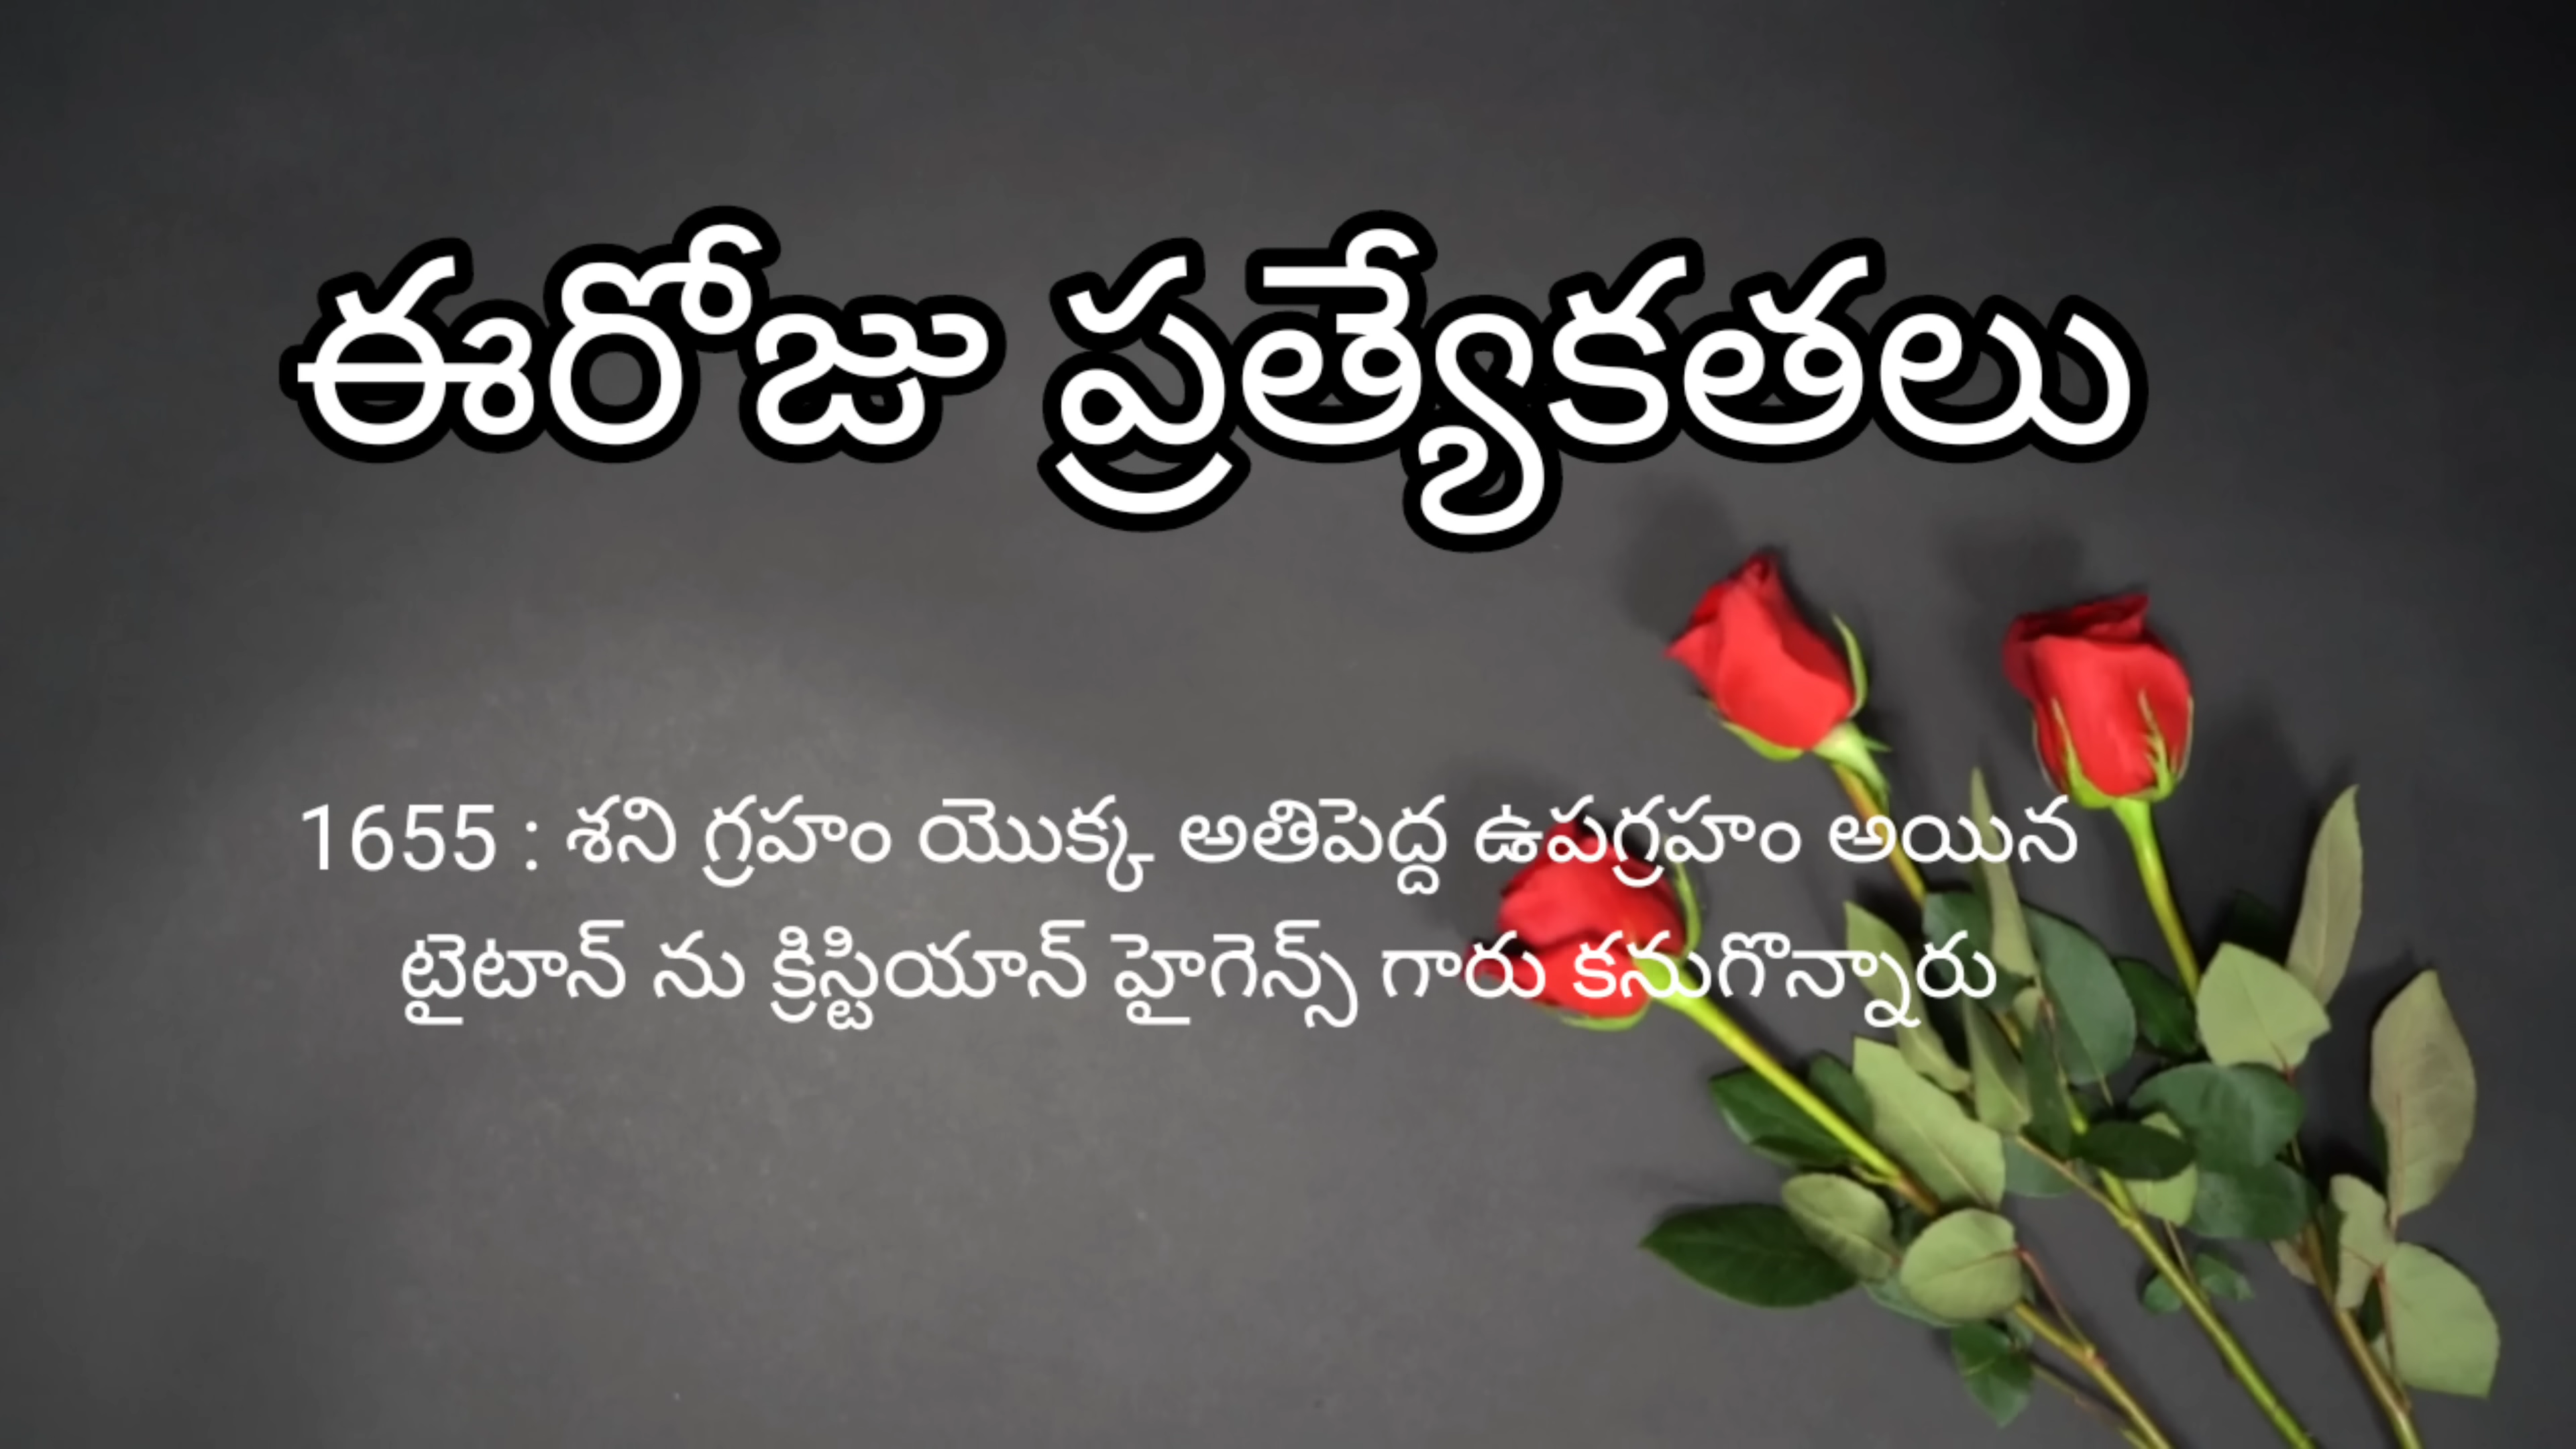 ఈరోజు ప్రత్యేకతలు
1655 : శని గ్రహం యొక్క అతిపెద్ద ఉపగ్రహం అయిన
టైటాన్ ను క్రిస్టియాన్ హైగెన్స్ గారు కనుగొన్నారు